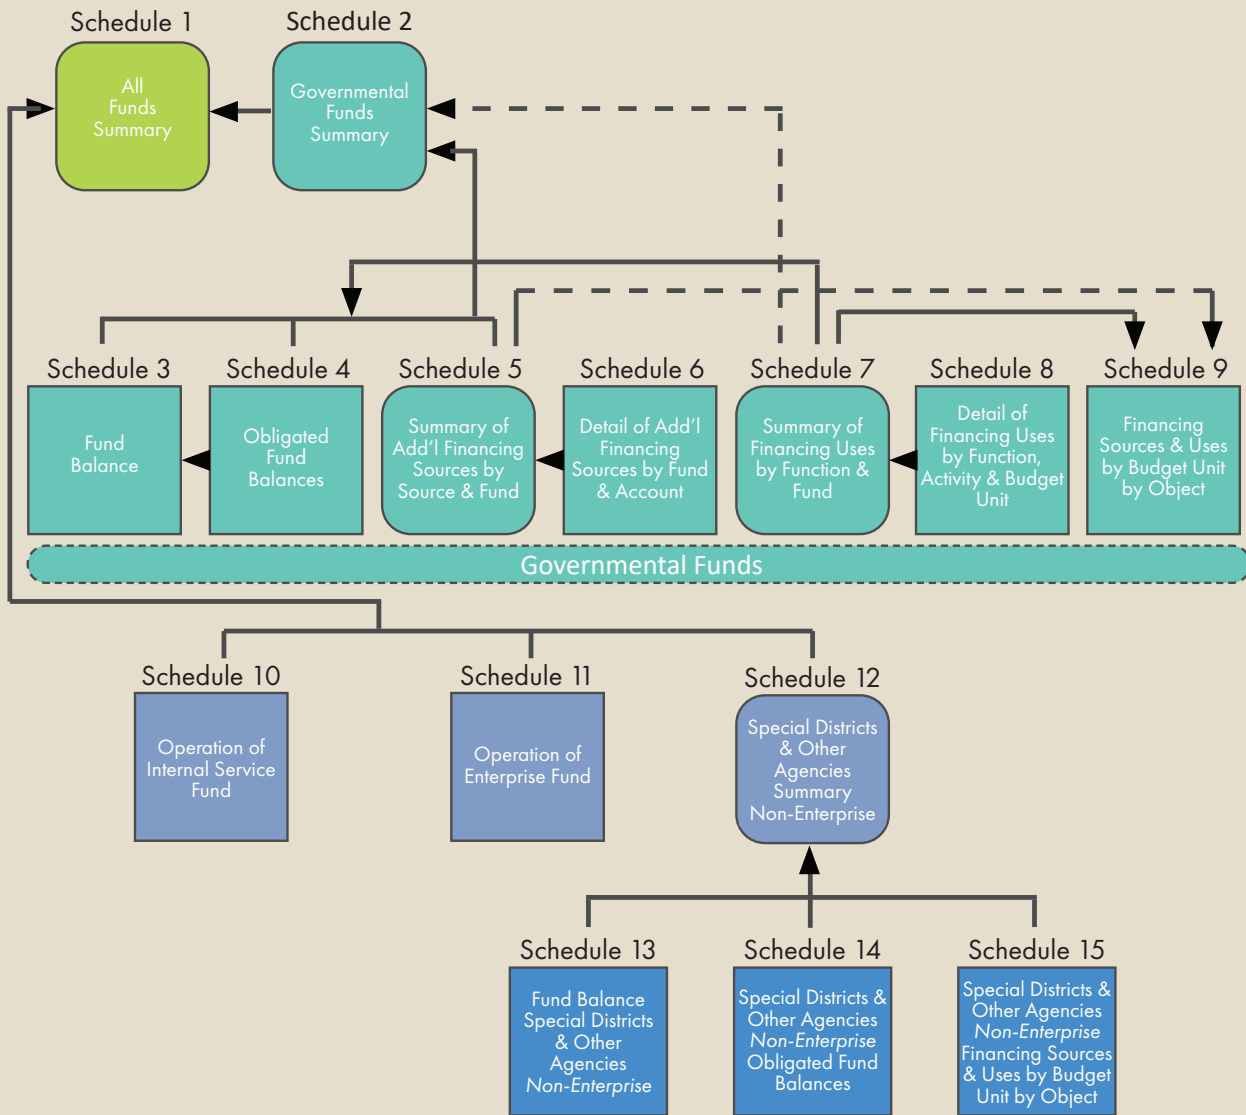 Schedule 1
All
Funds
Summary
Schedule 2
Governmental
Funds
Summary
Schedule 3
Fund
Balance
Schedule 4
Obligated
Fund
Balances
Schedule 5
Summary of
Add'l Financing
Sources by
Source & Fund
Schedule 6
Detail of Add'l
Financing
Sources by Fund
& Account
Schedule 7
Summary of
Financing Uses
by Function &
Fund
Schedule 8
Detail of
Financing Uses
by Function,
Activity & Budget
Unit
Schedule 9
Financing
Sources & Uses
by Budget Unit
by Object
Governmental Funds
Schedule 10
Operation of
Internal Service
Fund
Schedule 11
Operation of
Enterprise Fund
Schedule 12
Special Districts
& Other
Agencies
Summary
Non-Enterprise
Schedule 13
Fund Balance
Special Districts
& Other
Agencies
Non-Enterprise
Schedule 14
Special Districts &
Other Agencies
Non-Enterprise
Obligated Fund
Balances
Schedule 15
Special Districts &
Other Agencies
Non-Enterprise
Financing Sources
& Uses by Budget
Unit by Object